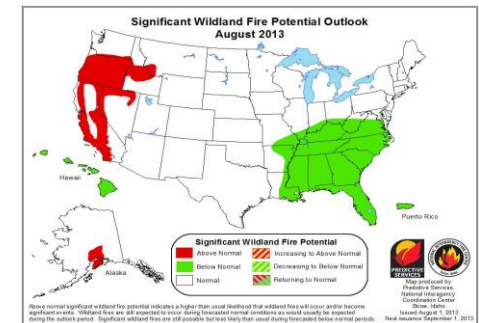 Significant Wildland Fire Potential Outlook
August 2013
Hawaii
Alaska
Puerto Rico
Significant Wildland Fire Potential
Above Normal
Below Normal
Normal
Increasing to Above Normal
Decreasing to Below Normal
Returning to Normal
PREDICTIVE
SERVICES
Map produced by
Predictive Services,
National Interagency
Coordination Center
Boise, Idaho
Issued August 1, 2013
Next issuance September 1, 2013
Above normal significant wildland fire potential indicates a higher than usual likelihood that wildland fires will occur and/or become
significant events. Wildland fires are still expected to occur during forecasted normal conditions as would usually be expected
during the outlook period. Significant wildland fires are still possible but less likely than usual during forecasted below normal periods.